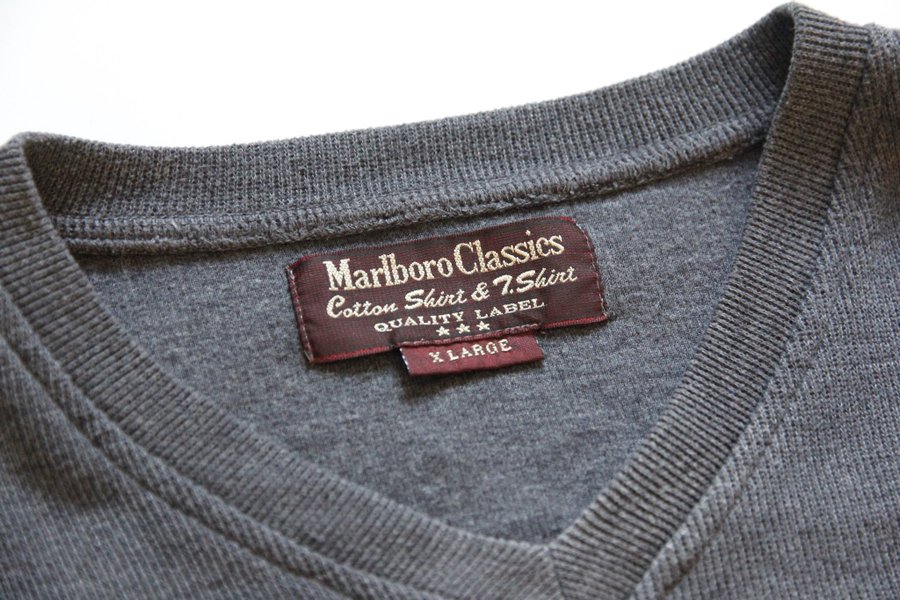 Marlboro Classics
Cotton Shirt & T.Shirt
QUALITY LABEL
★★★
X LARGE